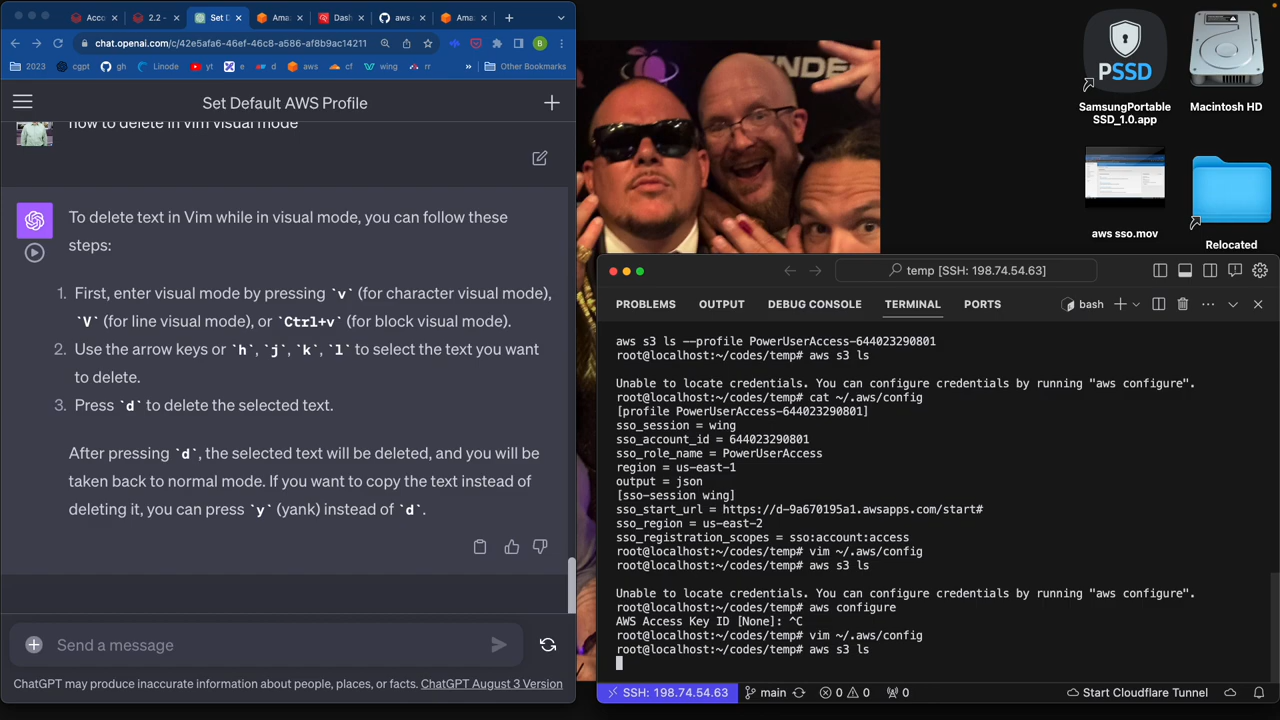 Acco
2.2 –
Set D
Ama
Dash
aws
Ama
chat.openai.com/c/42e5afa6-46ef-46c8-a586-af8b9ac14211
B
2023
cgpt
gh
Linode
yt
e
d
aws
cf
wing
rr
»
Other Bookmarks
Set Default AWS Profile
how to delete in vim visual mode
To delete text in Vim while in visual mode, you can follow these
steps:
1. First, enter visual mode by pressing `v` (for character visual mode),
`V` (for line visual mode), or `Ctrl+v` (for block visual mode).
2. Use the arrow keys or `h`, `j`, `k`, `l` to select the text you want
to delete.
3. Press `d` to delete the selected text.
After pressing `d`, the selected text will be deleted, and you will be
taken back to normal mode. If you want to copy the text instead of
deleting it, you can press `y` (yank) instead of `d`.
Send a message
ChatGPT may produce inaccurate information about people, places, or facts. ChatGPT August 3 Version
ENDE
PSSD
SamsungPortable
SSD_1.0.app
Macintosh HD
aws sso.mov
Relocated
temp [SSH: 198.74.54.63]
PROBLEMS
OUTPUT
DEBUG CONSOLE
TERMINAL
PORTS
bash
aws s3 ls --profile PowerUserAccess-644023290801
root@localhost:~/codes/temp# aws s3 ls
Unable to locate credentials. You can configure credentials by running "aws configure".
root@localhost:~/codes/temp# cat ~/.aws/config
[profile PowerUserAccess-644023290801]
sso_session = wing
sso_account_id = 644023290801
sso_role_name = PowerUserAccess
region = us-east-1
output = json
[sso-session wing]
sso_start_url = https://d-9a670195a1.awsapps.com/start#
sso_region = us-east-2
sso_registration_scopes = sso:account:access
root@localhost:~/codes/temp# vim ~/.aws/config
root@localhost:~/codes/temp# aws s3 ls
Unable to locate credentials. You can configure credentials by running "aws configure".
root@localhost:~/codes/temp# aws configure
AWS Access Key ID [None]: ^C
root@localhost:~/codes/temp# vim ~/.aws/config
root@localhost:~/codes/temp# aws s3 ls
SSH: 198.74.54.63
main
0
0
0
Start Cloudflare Tunnel